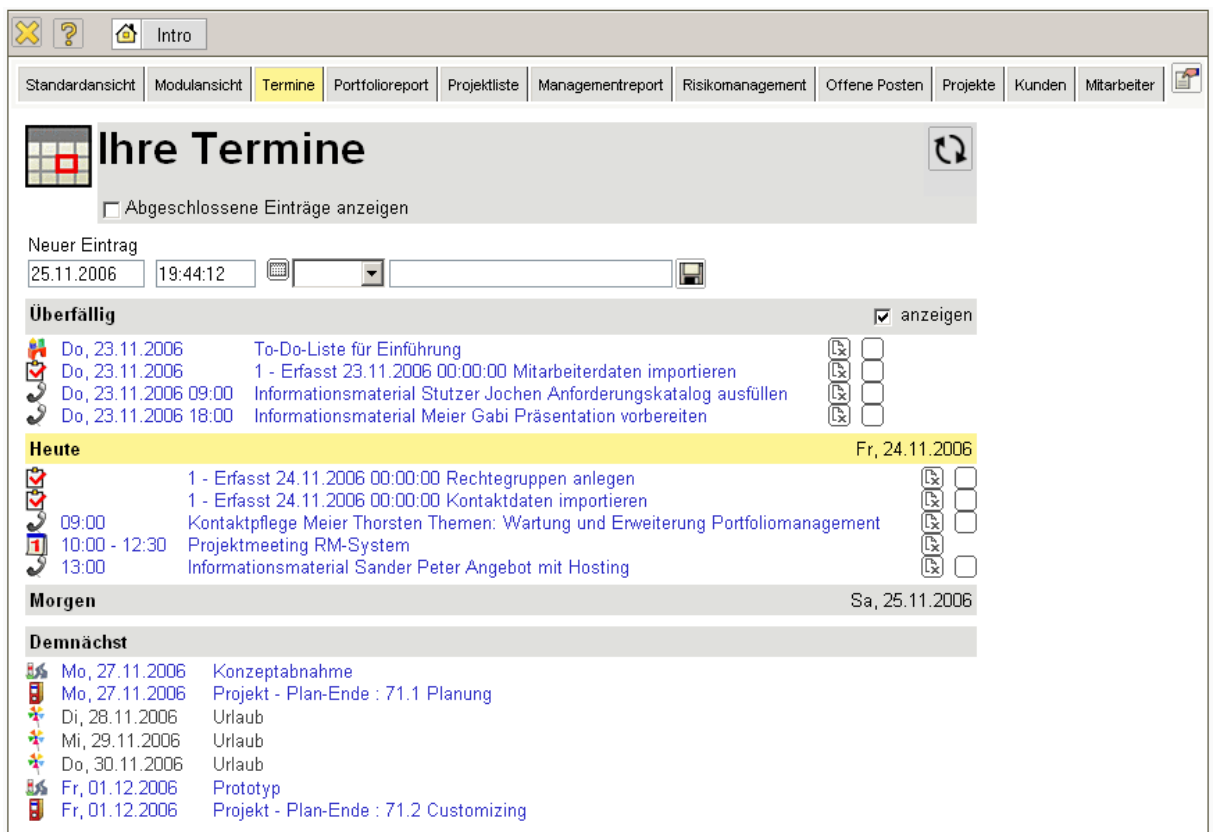 Intro
Standardansicht Modulansicht Termine Portfolioreport Projektliste Managementreport Risikomanagement Offene Posten Projekte Kunden Mitarbeiter
Ihre Termine
Abgeschlossene Einträge anzeigen
Neuer Eintrag
25.11.2006 19:44:12
Überfällig anzeigen
Do, 23.11.2006 To-Do-Liste für Einführung
Do, 23.11.2006 1 - Erfasst 23.11.2006 00:00:00 Mitarbeiterdaten importieren
Do, 23.11.2006 09:00 Informationsmaterial Stutzer Jochen Anforderungskatalog ausfüllen
Do, 23.11.2006 18:00 Informationsmaterial Meier Gabi Präsentation vorbereiten
Heute Fr, 24.11.2006
1 - Erfasst 24.11.2006 00:00:00 Rechtegruppen anlegen
1 - Erfasst 24.11.2006 00:00:00 Kontaktdaten importieren
09:00 Kontaktpflege Meier Thorsten Themen: Wartung und Erweiterung Portfoliomanagement
10:00 - 12:30 Projektmeeting RM-System
13:00 Informationsmaterial Sander Peter Angebot mit Hosting
Morgen Sa, 25.11.2006
Demnächst
Mo, 27.11.2006 Konzeptabnahme
Mo, 27.11.2006 Projekt - Plan-Ende : 71.1 Planung
Di, 28.11.2006 Urlaub
Mi, 29.11.2006 Urlaub
Do, 30.11.2006 Urlaub
Fr, 01.12.2006 Prototyp
Fr, 01.12.2006 Projekt - Plan-Ende : 71.2 Customizing